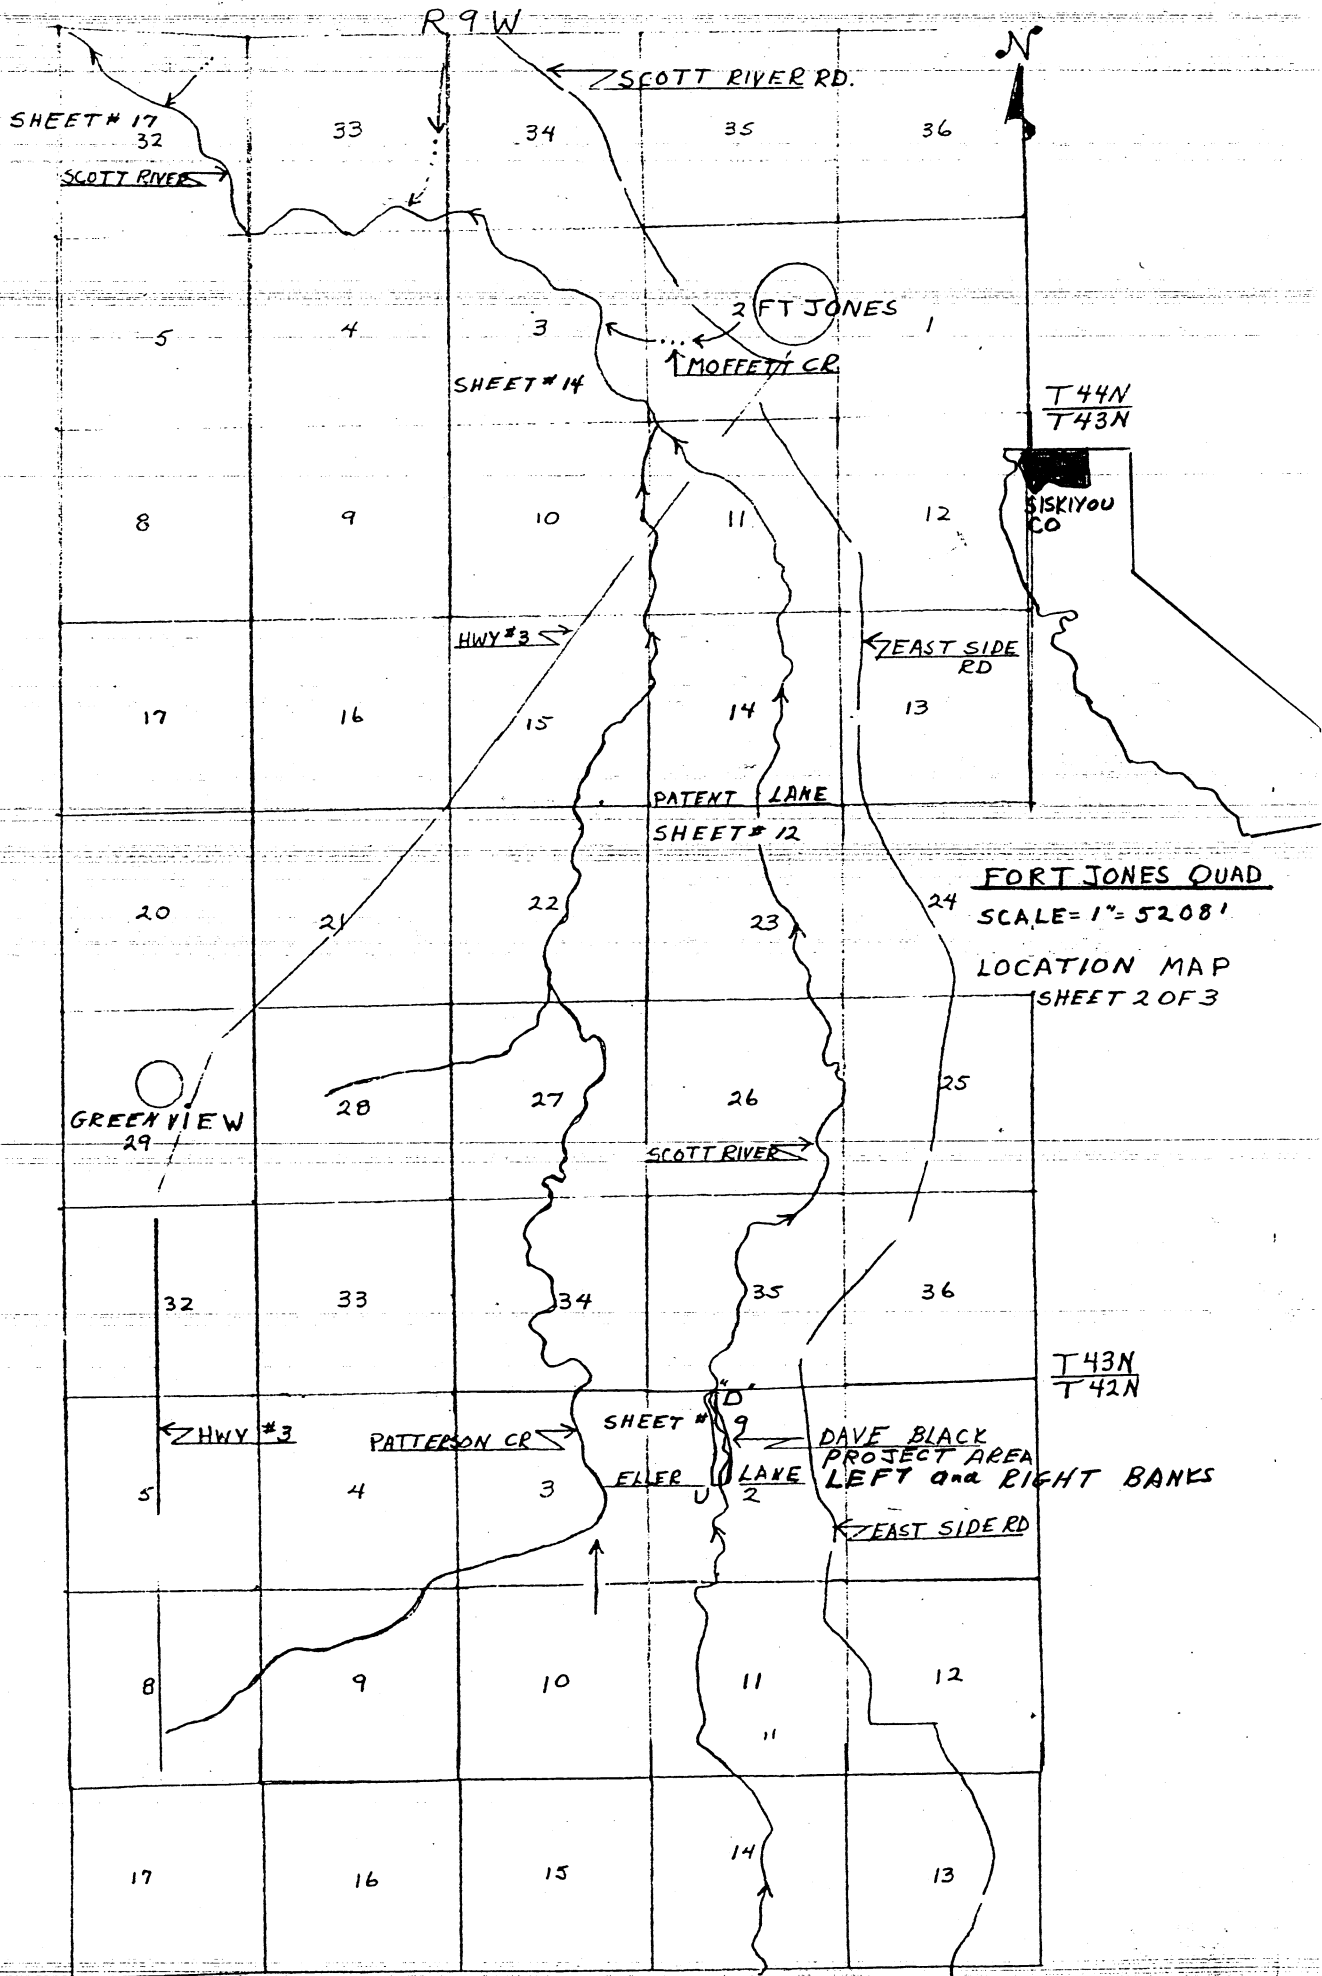 R 9 W
N
SCOTT RIVER RD.
SHEET # 17
32
33
34
35
36
SCOTT RIVER
5
4
3
2
FT JONES
1
MOFFETT CR
SHEET # 14
T 44N
T 43N
8
9
10
11
12
SISKIYOU
CO
HWY #3
EAST SIDE
RD
17
16
15
14
13
PATENT LANE
SHEET # 12
FORT JONES QUAD
SCALE = 1" = 5208'
20
21
22
23
24
LOCATION MAP
SHEET 2 OF 3
GREENVIEW
29
28
27
26
25
SCOTT RIVER
32
33
34
35
36
T 43N
T 42N
"D"
HWY #3
PATTERSON CR
SHEET # 9
DAVE BLACK
PROJECT AREA
LEFT and RIGHT BANKS
5
4
3
ELLER LANE
U
2
EAST SIDE RD
8
9
10
11
12
11
17
16
15
14
13